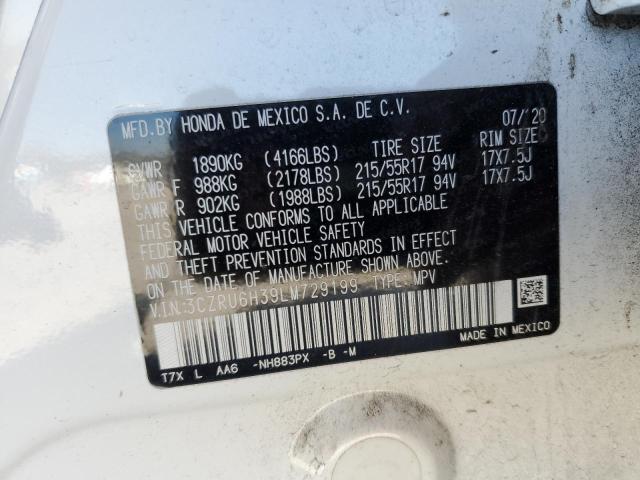 MFD.BY HONDA DE MEXICO S.A. DE C.V. 07/'20
TIRE SIZE RIM SIZE
GVWR 1890KG (4166LBS)
GAWR F 988KG (2178LBS) 215/55R17 94V 17X7.5J
GAWR R 902KG (1988LBS) 215/55R17 94V 17X7.5J
THIS VEHICLE CONFORMS TO ALL APPLICABLE
FEDERAL MOTOR VEHICLE SAFETY
AND THEFT PREVENTION STANDARDS IN EFFECT
ON THE DATE OF MANUFACTURE SHOWN ABOVE.
V.I.N:3CZRU6H39LM729199 TYPE: MPV
MADE IN MEXICO
T7X L AA6 -NH883PX -B -M